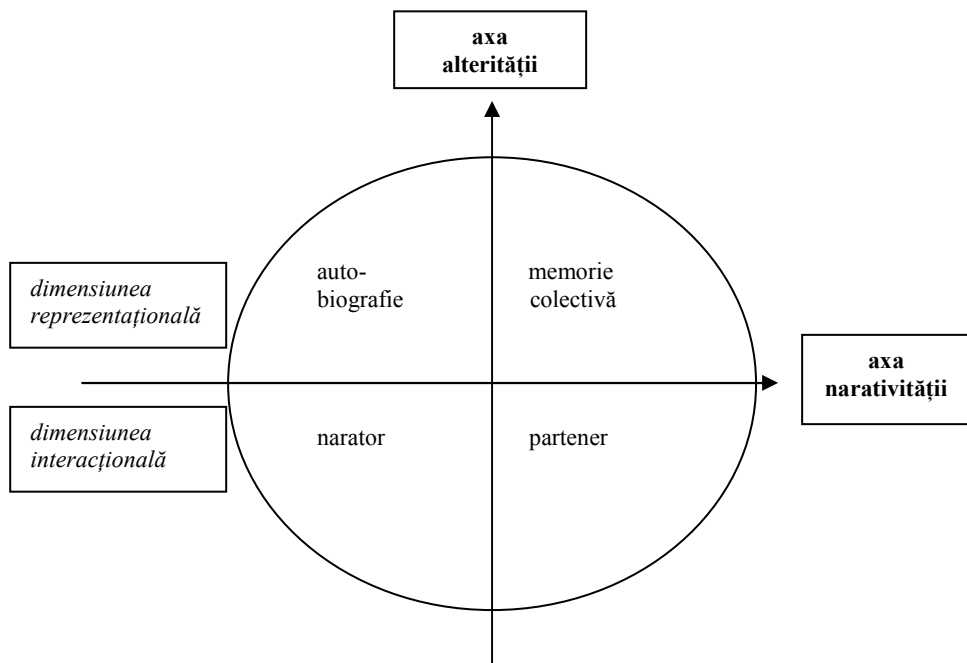 axa
alterității
auto-
biografie
memorie
colectivă
dimensiunea
reprezentațională
axa
narativității
dimensiunea
interacțională
narator
partener